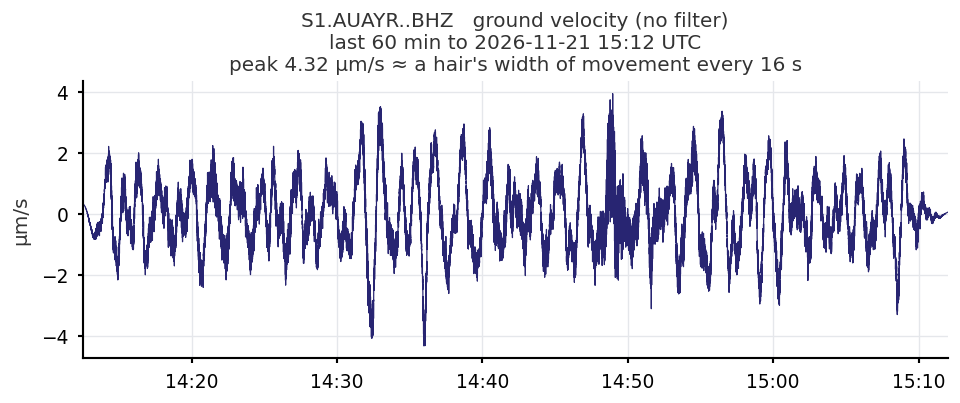 S1.AUAYR..BHZ   ground velocity (no filter)
last 60 min to 2026-11-21 15:12 UTC
peak 4.32 µm/s ≈ a hair's width of movement every 16 s
µm/s
4
2
0
−2
−4
14:20
14:30
14:40
14:50
15:00
15:10